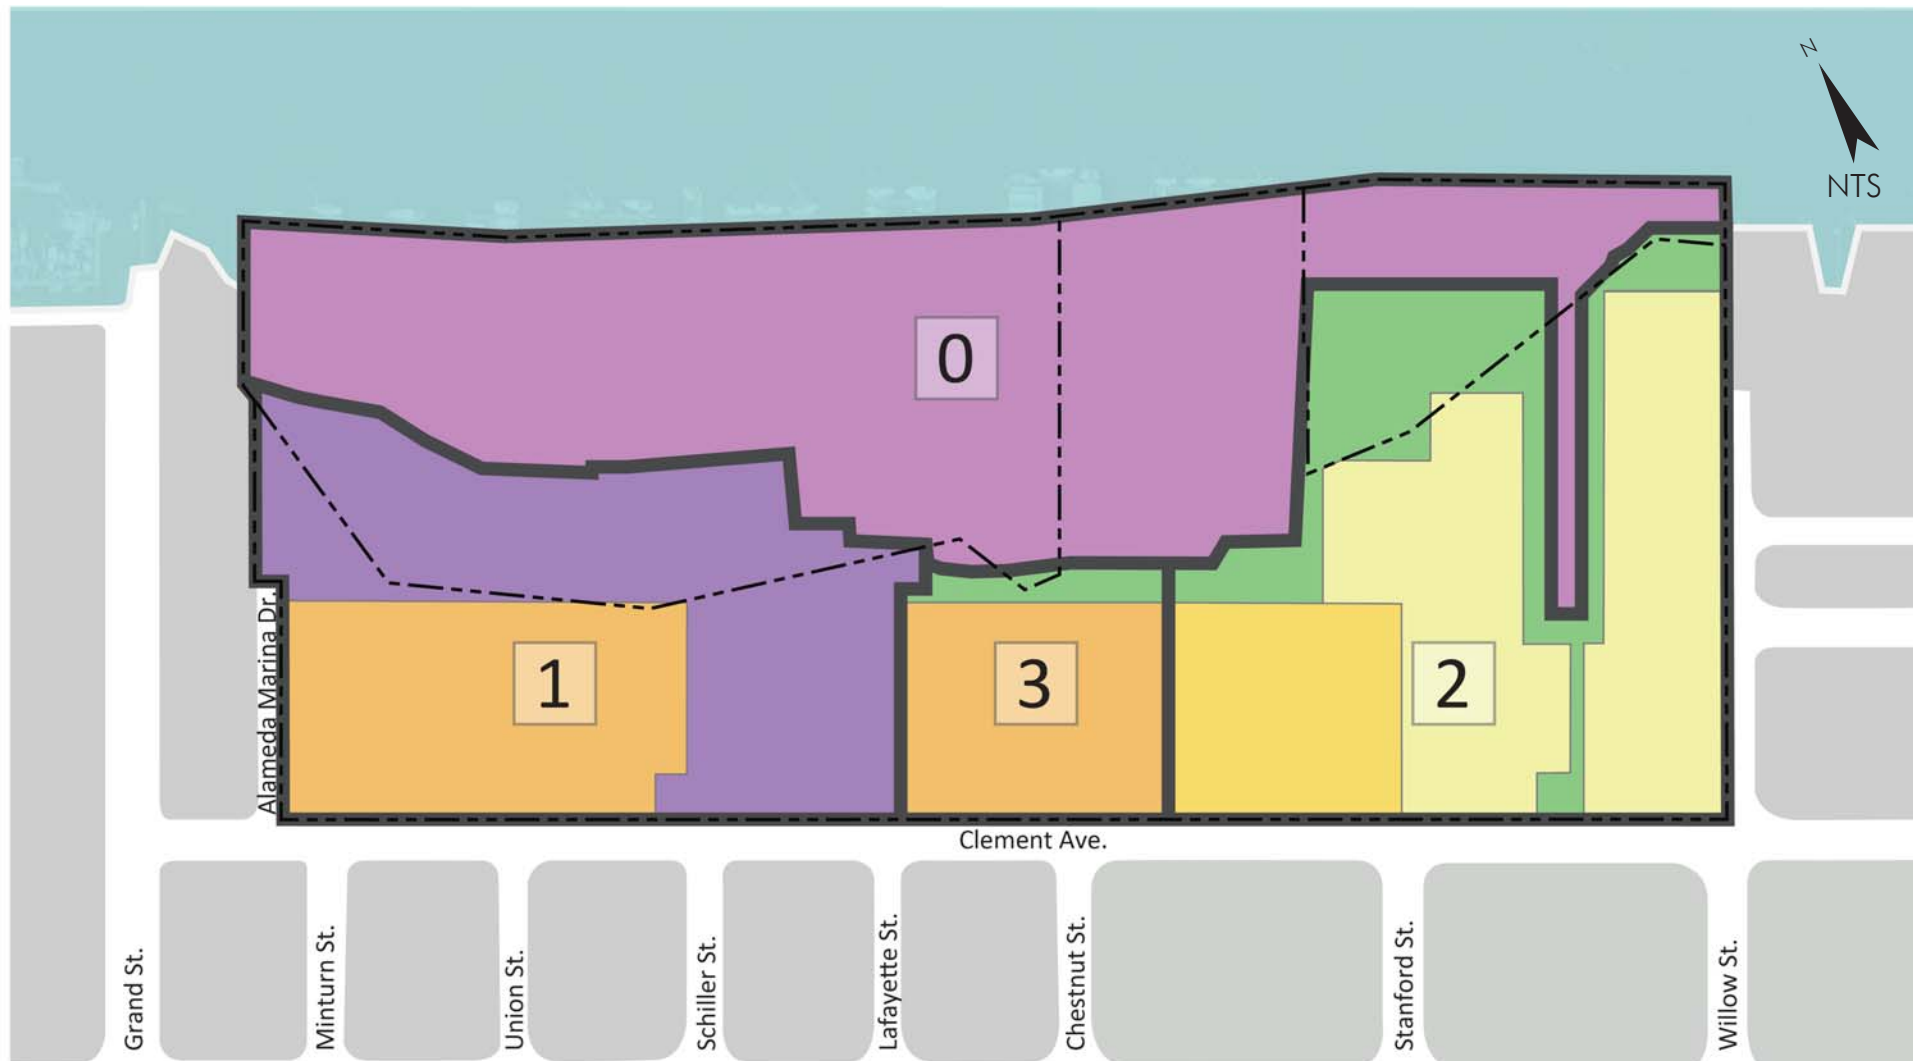 N
NTS
0
1
3
2
Alameda Marina Dr.
Clement Ave.
Grand St.
Minturn St.
Union St.
Schiller St.
Lafayette St.
Chestnut St.
Stanford St.
Willow St.